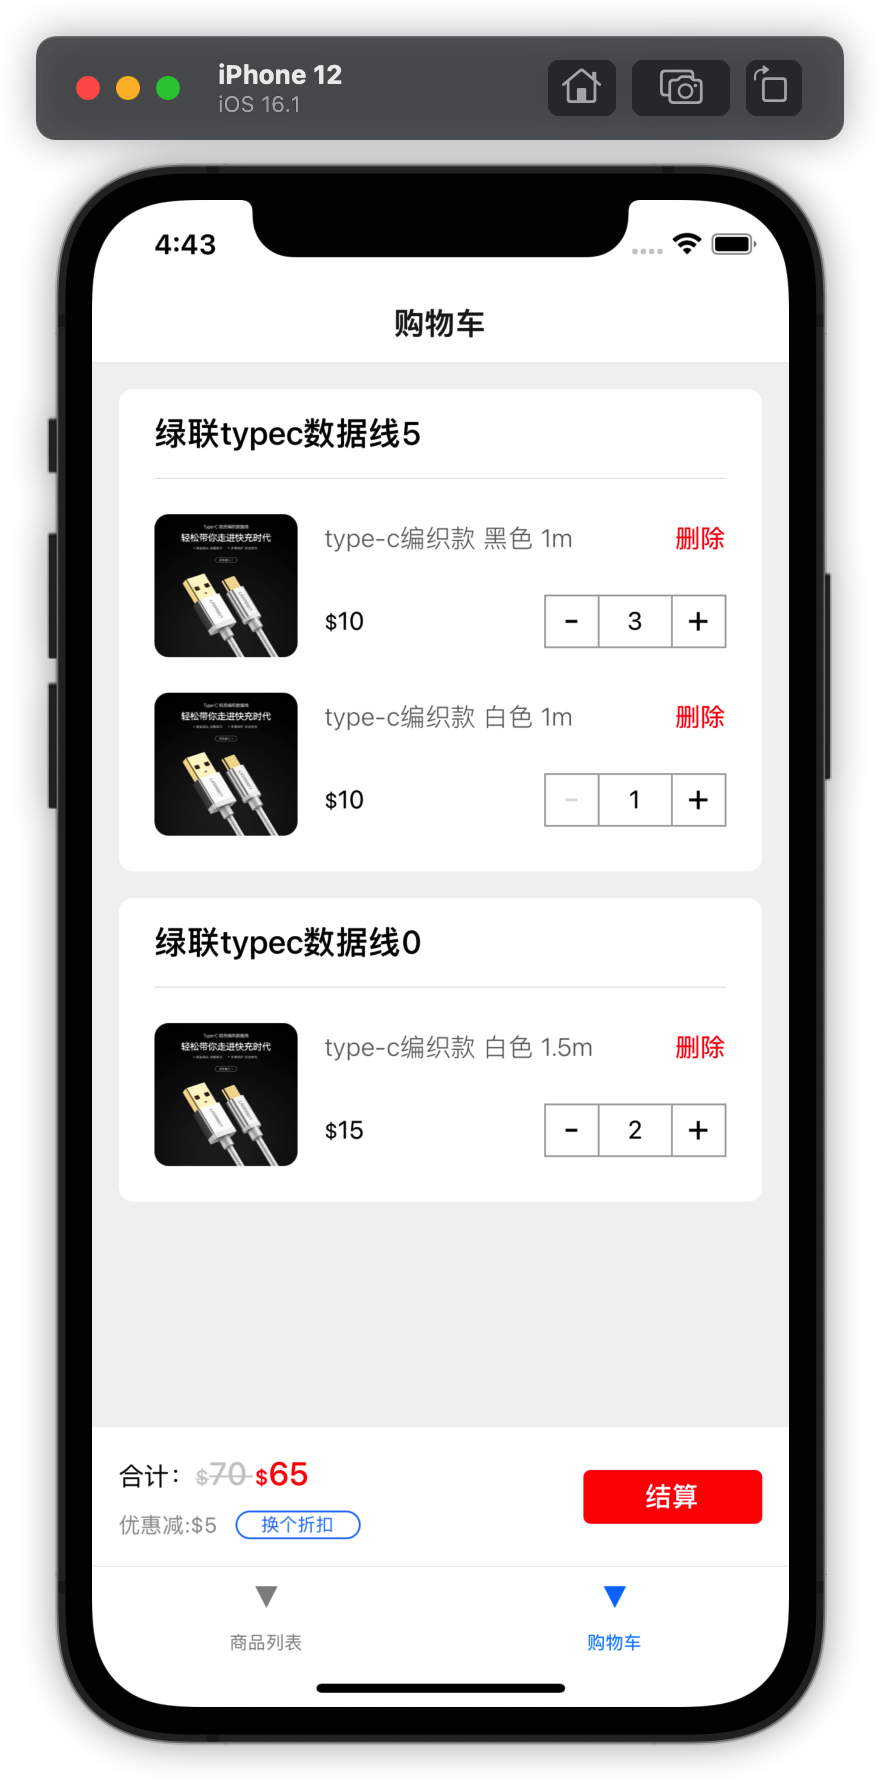 iPhone 12
iOS 16.1
4:43
购物车
绿联typec数据线5
轻松带你走进快充时代
type-c编织款 黑色 1m
删除
$10
- 3 +
轻松带你走进快充时代
type-c编织款 白色 1m
删除
$10
- 1 +
绿联typec数据线0
轻松带你走进快充时代
type-c编织款 白色 1.5m
删除
$15
- 2 +
合计: $70 $65
结算
优惠减:$5 换个折扣
商品列表
购物车